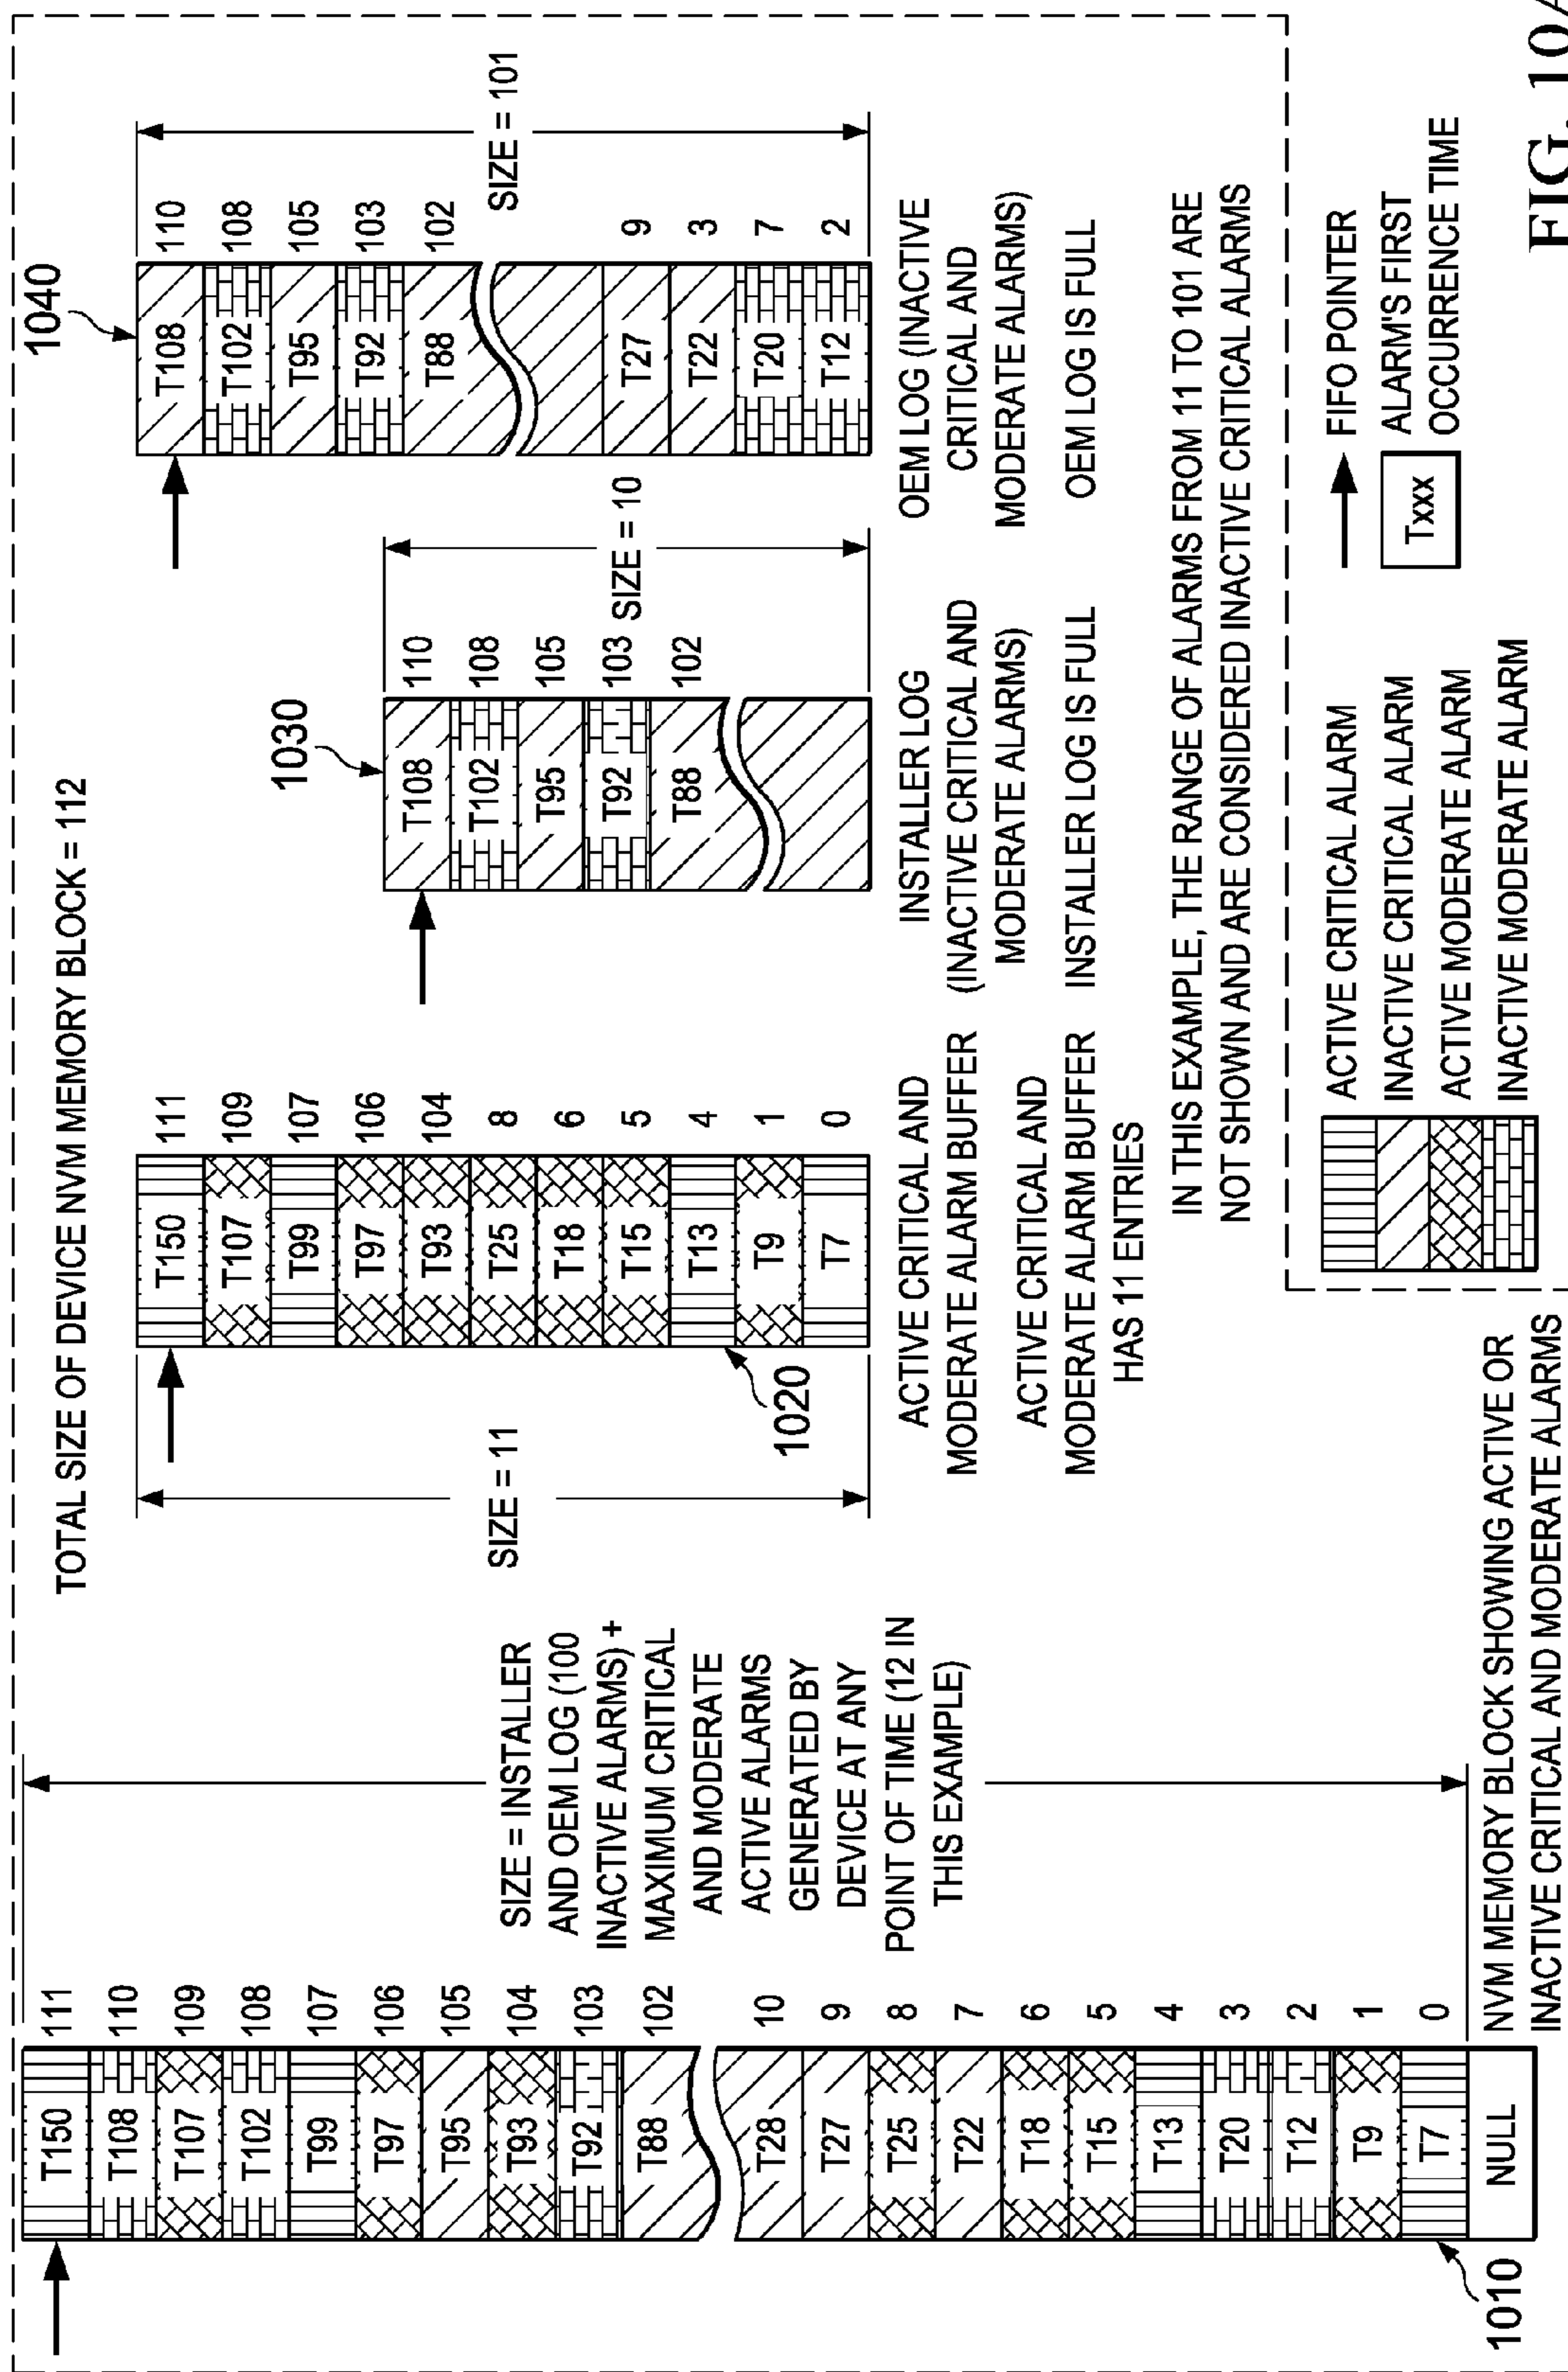 TOTAL SIZE OF DEVICE NVM MEMORY BLOCK = 112
T150 111
T108 110
T107 109
T102 108
T99 107
T97 106
T95 105
T93 104
T92 103
T88 102
T28 10
T27 9
T25 8
T22 7
T18 6
T15 5
T13 4
T20 3
T12 2
T9 1
T7 0
NULL
1010
SIZE = INSTALLER
AND OEM LOG (100
INACTIVE ALARMS) +
MAXIMUM CRITICAL
AND MODERATE
ACTIVE ALARMS
GENERATED BY
DEVICE AT ANY
POINT OF TIME (12 IN
THIS EXAMPLE)
NVM MEMORY BLOCK SHOWING ACTIVE OR
INACTIVE CRITICAL AND MODERATE ALARMS
SIZE = 11
T150 111
T107 109
T99 107
T97 106
T93 104
T25 8
T18 6
T15 5
T13 4
T9 1
T7 0
1020
ACTIVE CRITICAL AND
MODERATE ALARM BUFFER
ACTIVE CRITICAL AND
MODERATE ALARM BUFFER
HAS 11 ENTRIES
1030
T108 110
T102 108
T95 105
T92 103
T88 102
SIZE = 10
INSTALLER LOG
(INACTIVE CRITICAL AND
MODERATE ALARMS)
INSTALLER LOG IS FULL
1040
T108 110
T102 108
T95 105
T92 103
T88 102
T27 9
T22 3
T20 7
T12 2
SIZE = 101
OEM LOG (INACTIVE
CRITICAL AND
MODERATE ALARMS)
OEM LOG IS FULL
IN THIS EXAMPLE, THE RANGE OF ALARMS FROM 11 TO 101 ARE
NOT SHOWN AND ARE CONSIDERED INACTIVE CRITICAL ALARMS
ACTIVE CRITICAL ALARM
INACTIVE CRITICAL ALARM
ACTIVE MODERATE ALARM
INACTIVE MODERATE ALARM
FIFO POINTER
Txxx
ALARM'S FIRST
OCCURRENCE TIME
FIG. 10A